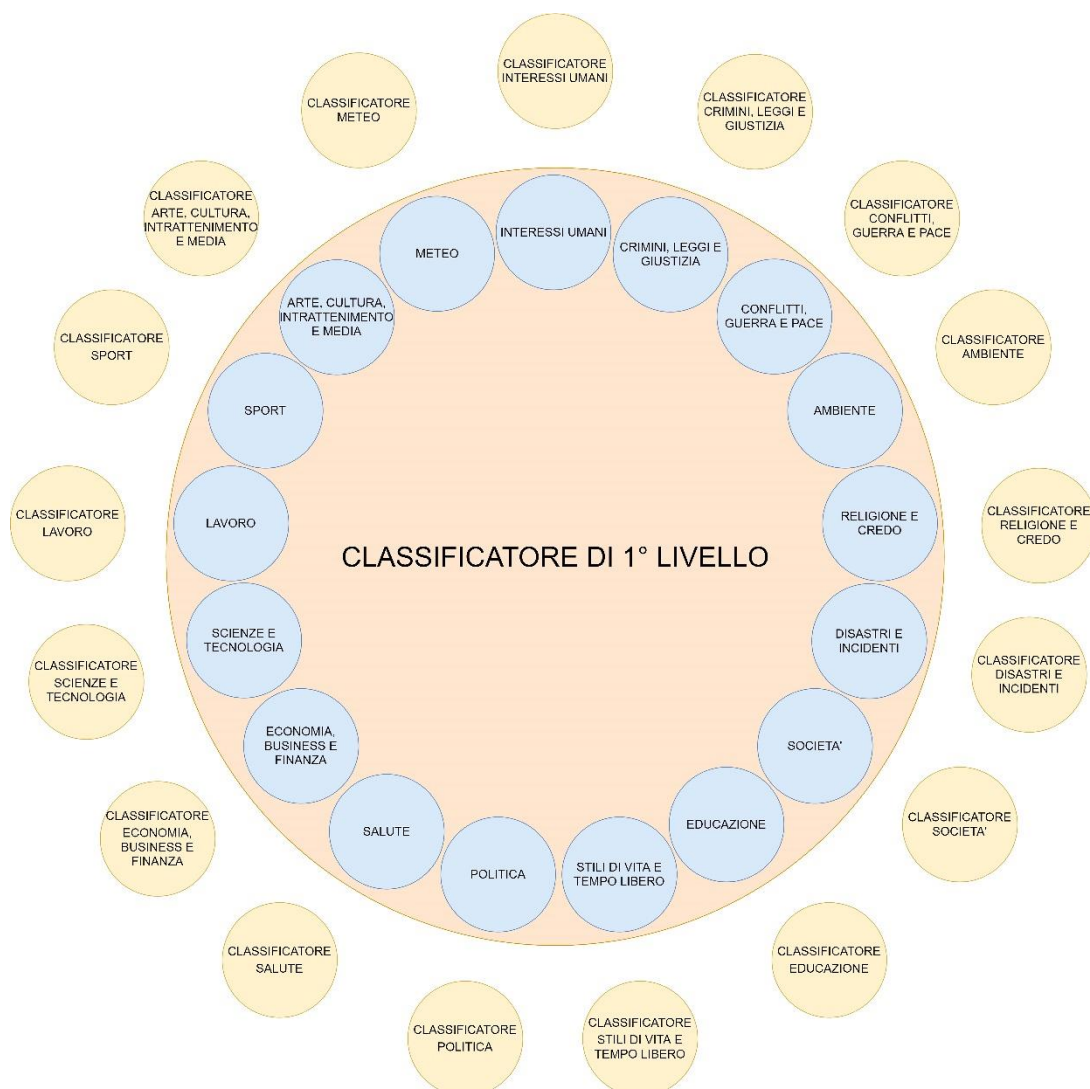 CLASSIFICATORE
INTERESSI UMANI
CLASSIFICATORE
CRIMINI, LEGGI E
GIUSTIZIA
CLASSIFICATORE
CONFLITTI,
GUERRA E PACE
CLASSIFICATORE
AMBIENTE
CLASSIFICATORE
RELIGIONE E
CREDO
CLASSIFICATORE
DISASTRI E
INCIDENTI
CLASSIFICATORE
SOCIETA'
CLASSIFICATORE
EDUCAZIONE
CLASSIFICATORE
STILI DI VITA E
TEMPO LIBERO
CLASSIFICATORE
POLITICA
CLASSIFICATORE
SALUTE
CLASSIFICATORE
ECONOMIA,
BUSINESS E
FINANZA
CLASSIFICATORE
SCIENZE E
TECNOLOGIA
CLASSIFICATORE
LAVORO
CLASSIFICATORE
SPORT
CLASSIFICATORE
ARTE, CULTURA,
INTRATTENIMENTO
E MEDIA
CLASSIFICATORE
METEO
INTERESSI UMANI
CRIMINI, LEGGI E
GIUSTIZIA
CONFLITTI,
GUERRA E PACE
AMBIENTE
RELIGIONE E
CREDO
DISASTRI E
INCIDENTI
SOCIETA'
EDUCAZIONE
STILI DI VITA E
TEMPO LIBERO
POLITICA
SALUTE
ECONOMIA,
BUSINESS E
FINANZA
SCIENZE E
TECNOLOGIA
LAVORO
SPORT
ARTE, CULTURA,
INTRATTENIMENTO
E MEDIA
METEO
CLASSIFICATORE DI 1° LIVELLO